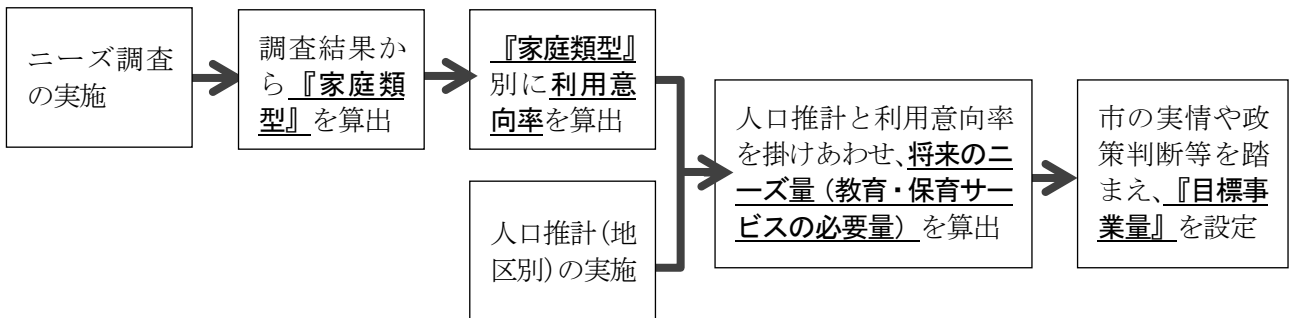 ニーズ調査
の実施
調査結果か
ら『家庭類
型』を算出
『家庭類型』
別に利用意
向率を算出
人口推計(地
区別)の実施
人口推計と利用意向率
を掛けあわせ、将来のニ
ーズ量(教育・保育サー
ビスの必要量)を算出
市の実情や政
策判断等を踏
まえ、『目標事
業量』を設定